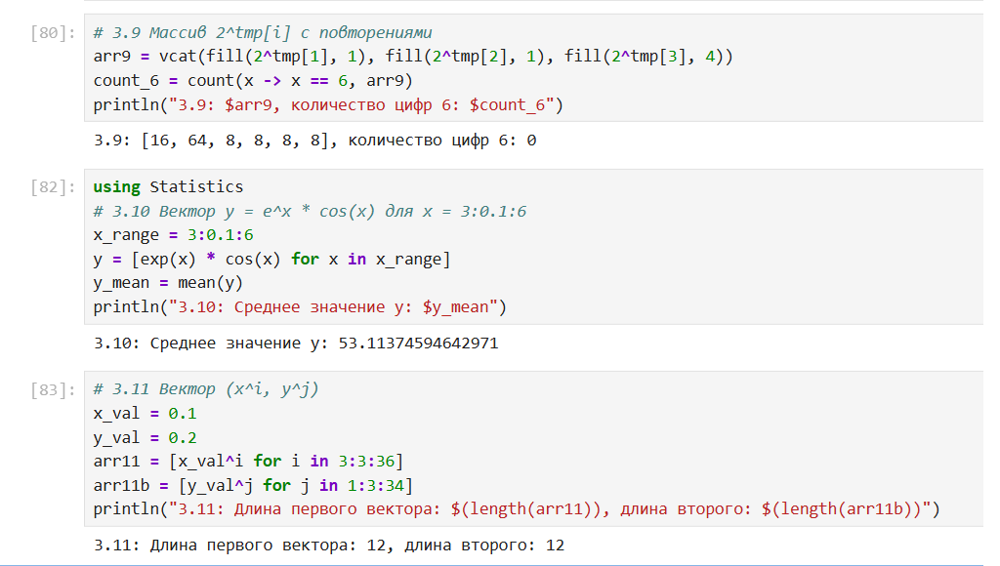 [80]: # 3.9 Массив 2^tmp[i] с повторениями
arr9 = vcat(fill(2^tmp[1], 1), fill(2^tmp[2], 1), fill(2^tmp[3], 4))
count_6 = count(x -> x == 6, arr9)
println("3.9: $arr9, количество цифр 6: $count_6")
3.9: [16, 64, 8, 8, 8, 8], количество цифр 6: 0
[82]: using Statistics
# 3.10 Вектор y = e^x * cos(x) для x = 3:0.1:6
x_range = 3:0.1:6
y = [exp(x) * cos(x) for x in x_range]
y_mean = mean(y)
println("3.10: Среднее значение y: $y_mean")
3.10: Среднее значение y: 53.11374594642971
[83]: # 3.11 Вектор (x^i, y^j)
x_val = 0.1
y_val = 0.2
arr11 = [x_val^i for i in 3:3:36]
arr11b = [y_val^j for j in 1:3:34]
println("3.11: Длина первого вектора: $(length(arr11)), длина второго: $(length(arr11b))")
3.11: Длина первого вектора: 12, длина второго: 12